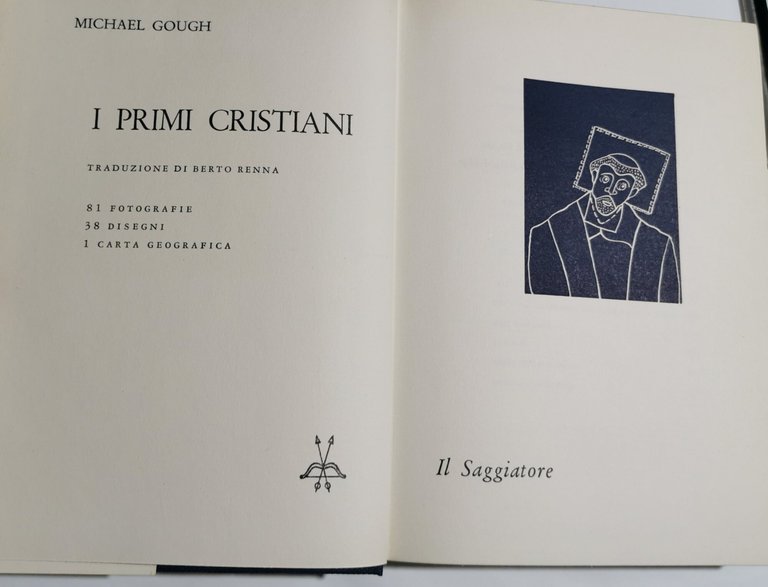 MICHAEL GOUGH
I PRIMI CRISTIANI
TRADUZIONE DI BERTO RENNA
81 FOTOGRAFIE
38 DISEGNI
1 CARTA GEOGRAFICA
Il Saggiatore